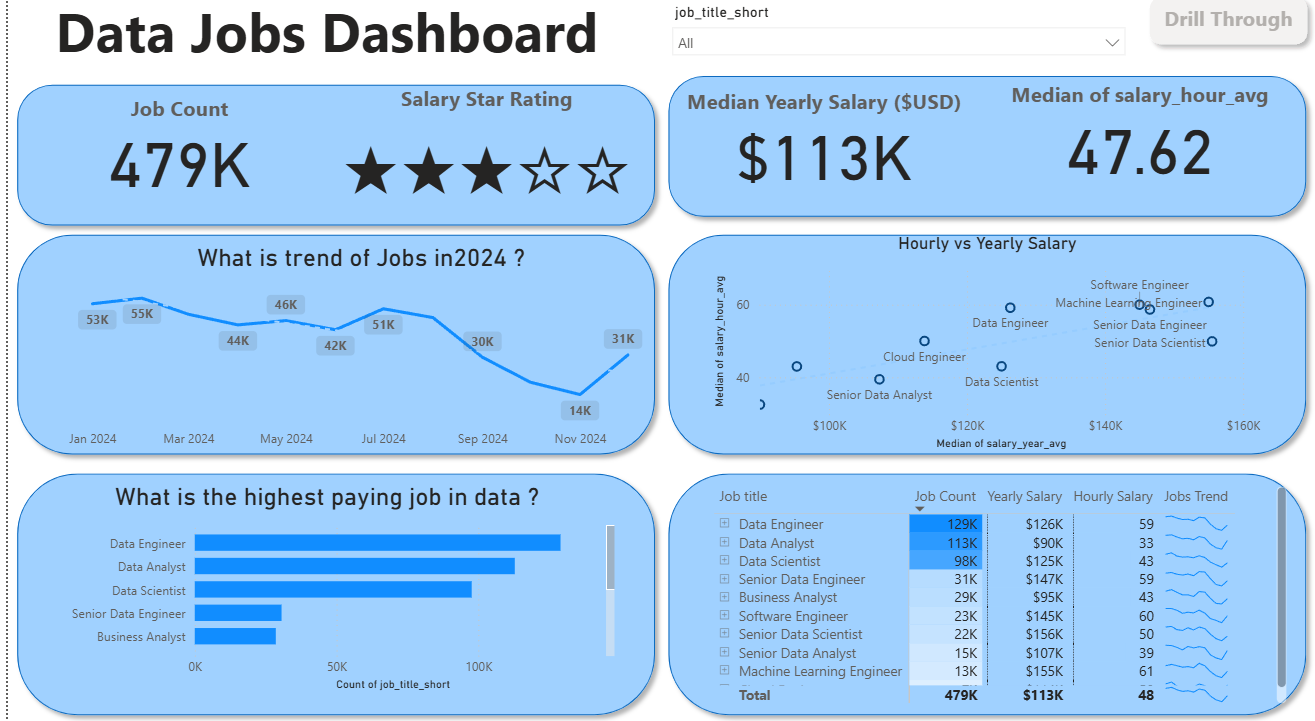 Data Jobs Dashboard
job_title_short
All
Drill Through
Job Count
479K
Salary Star Rating
Median Yearly Salary ($USD)
$113K
Median of salary_hour_avg
47.62
What is trend of Jobs in2024 ?
53K
55K
44K
46K
42K
51K
30K
14K
31K
Jan 2024
Mar 2024
May 2024
Jul 2024
Sep 2024
Nov 2024
Hourly vs Yearly Salary
Median of salary_hour_avg
60
40
Software Engineer
Machine Learning Engineer
Data Engineer
Senior Data Engineer
Senior Data Scientist
Cloud Engineer
Data Scientist
Senior Data Analyst
$100K
$120K
$140K
$160K
Median of salary_year_avg
What is the highest paying job in data ?
Data Engineer
Data Analyst
Data Scientist
Senior Data Engineer
Business Analyst
0K
50K
100K
Count of job_title_short
Job title Job Count Yearly Salary Hourly Salary Jobs Trend
Data Engineer 129K $126K 59
Data Analyst 113K $90K 33
Data Scientist 98K $125K 43
Senior Data Engineer 31K $147K 59
Business Analyst 29K $95K 43
Software Engineer 23K $145K 60
Senior Data Scientist 22K $156K 50
Senior Data Analyst 15K $107K 39
Machine Learning Engineer 13K $155K 61
Total 479K $113K 48